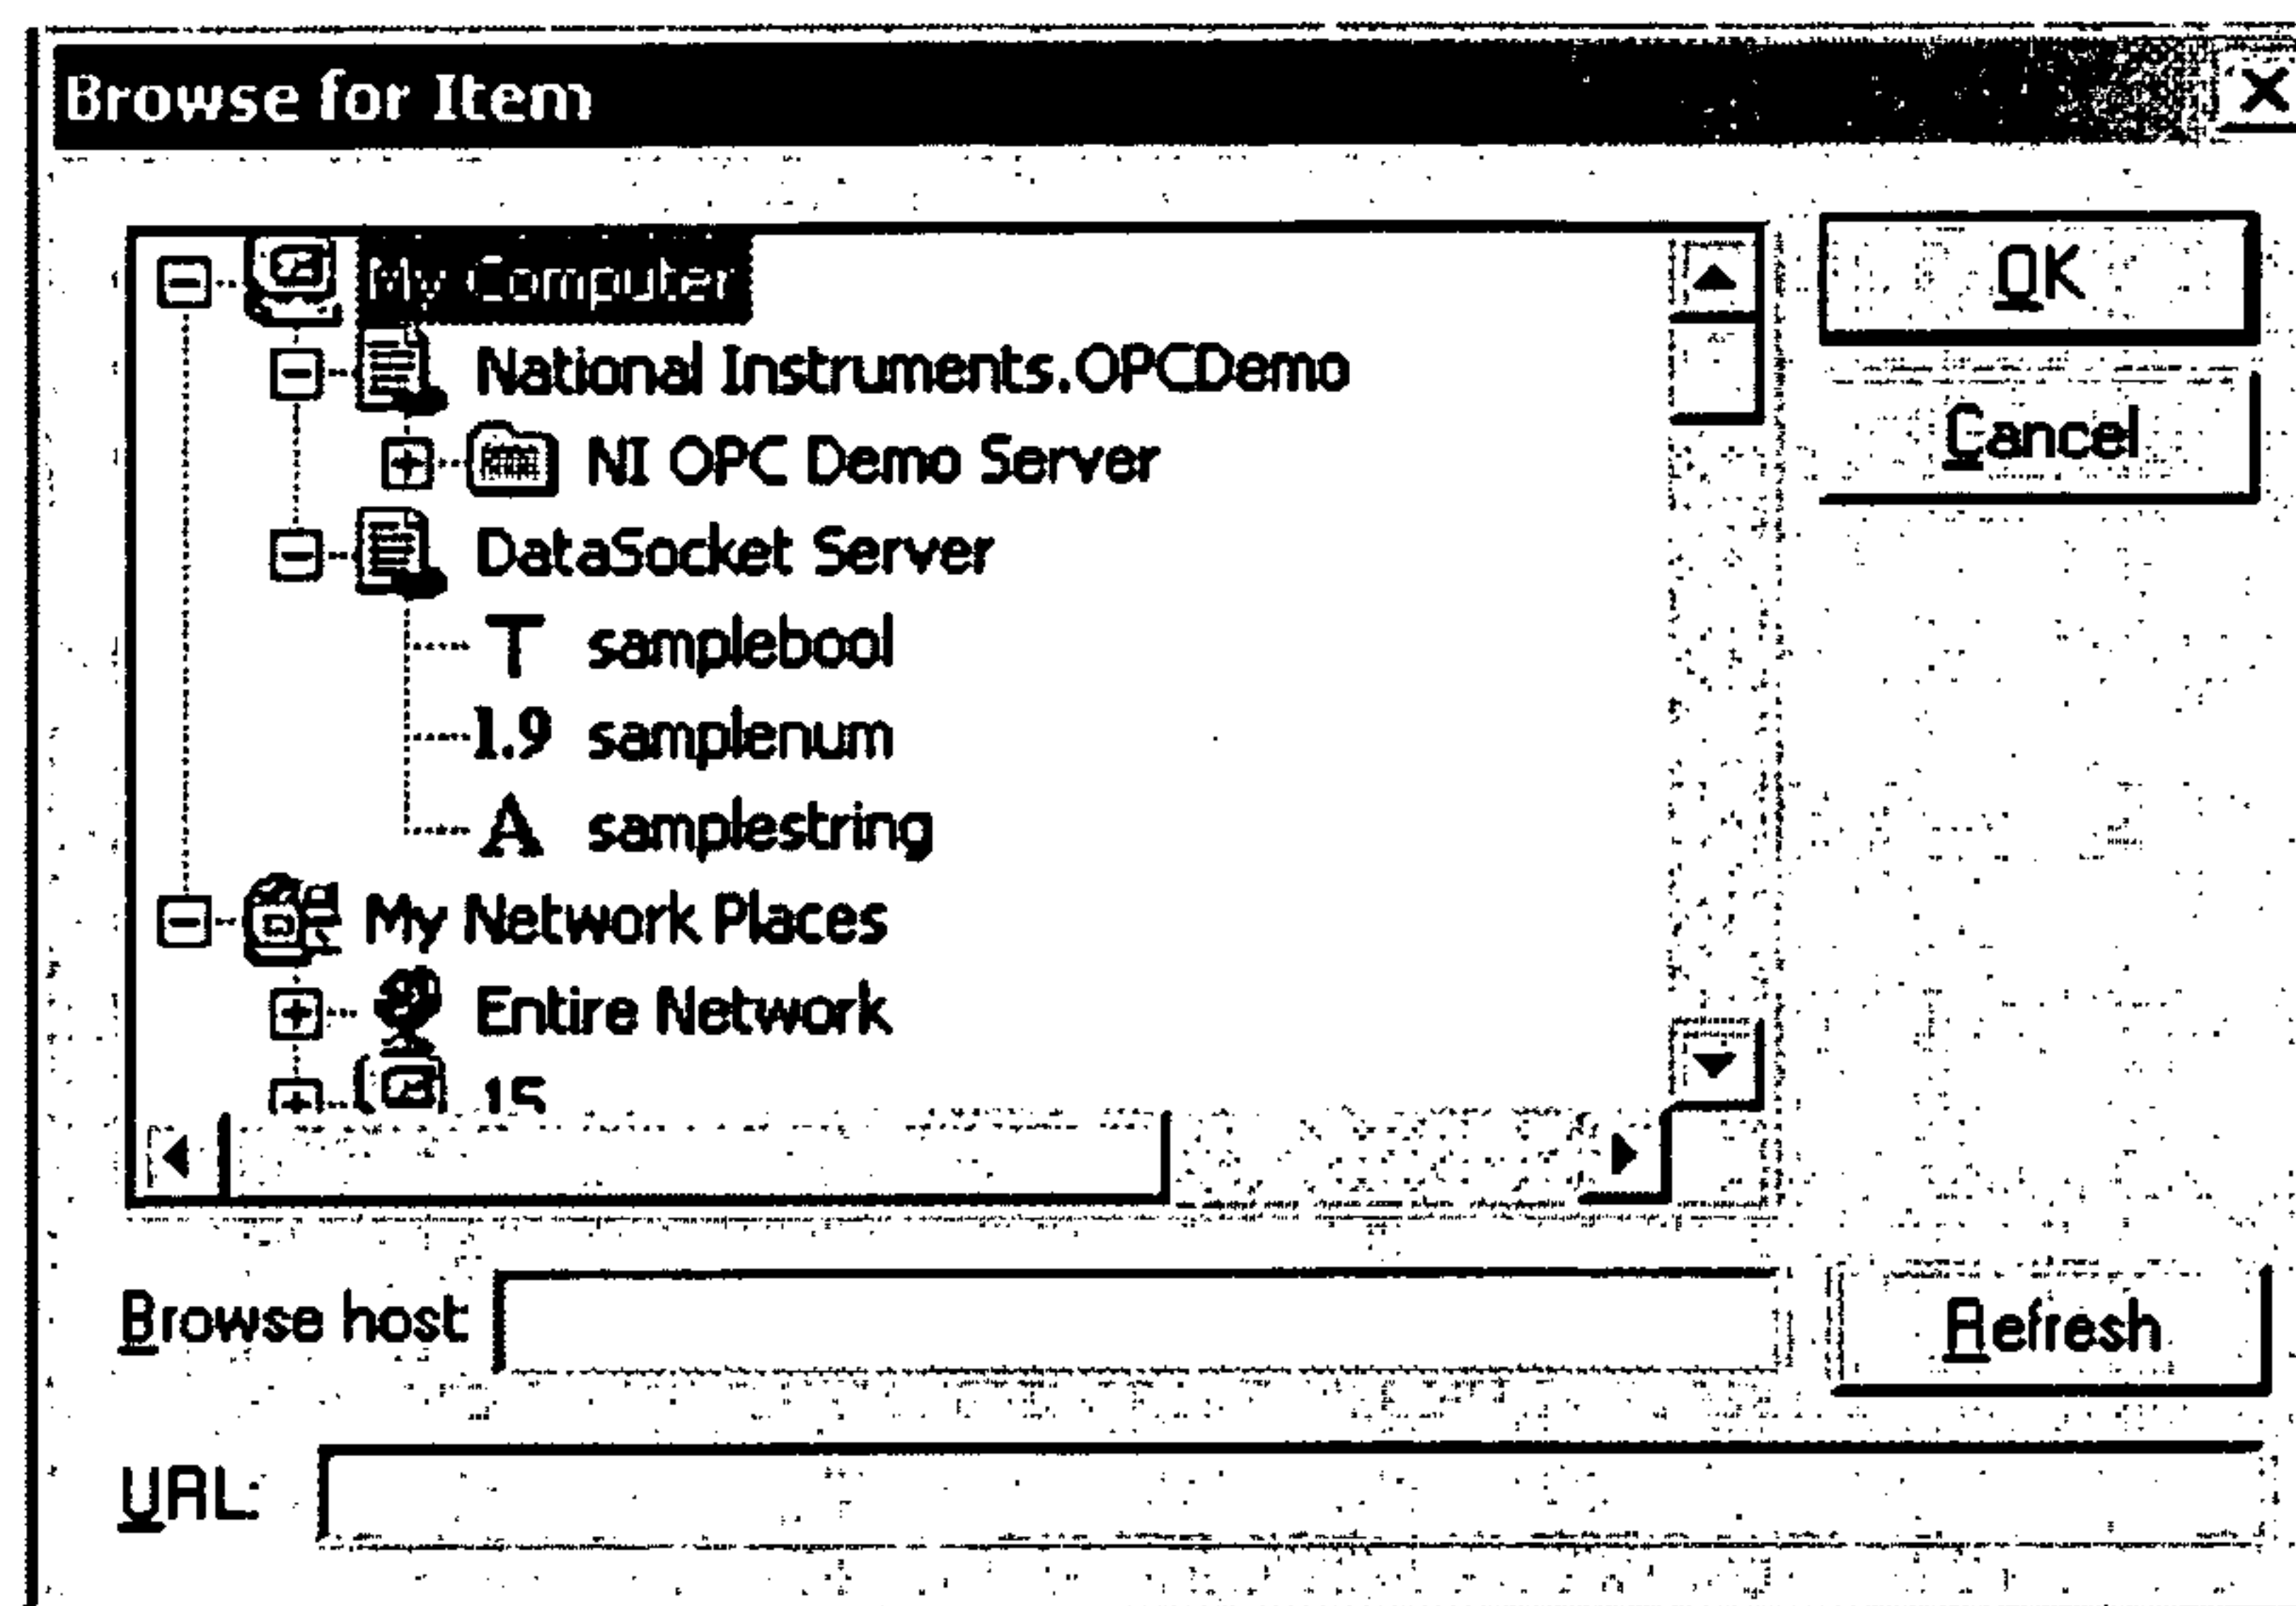 Browse for Item
My Computer
OK
National Instruments.OPCDemo
Cancel
NI OPC Demo Server
DataSocket Server
T samplebool
1.9 samplenum
A samplestring
My Network Places
Entire Network
Browse host
Refresh
URL: